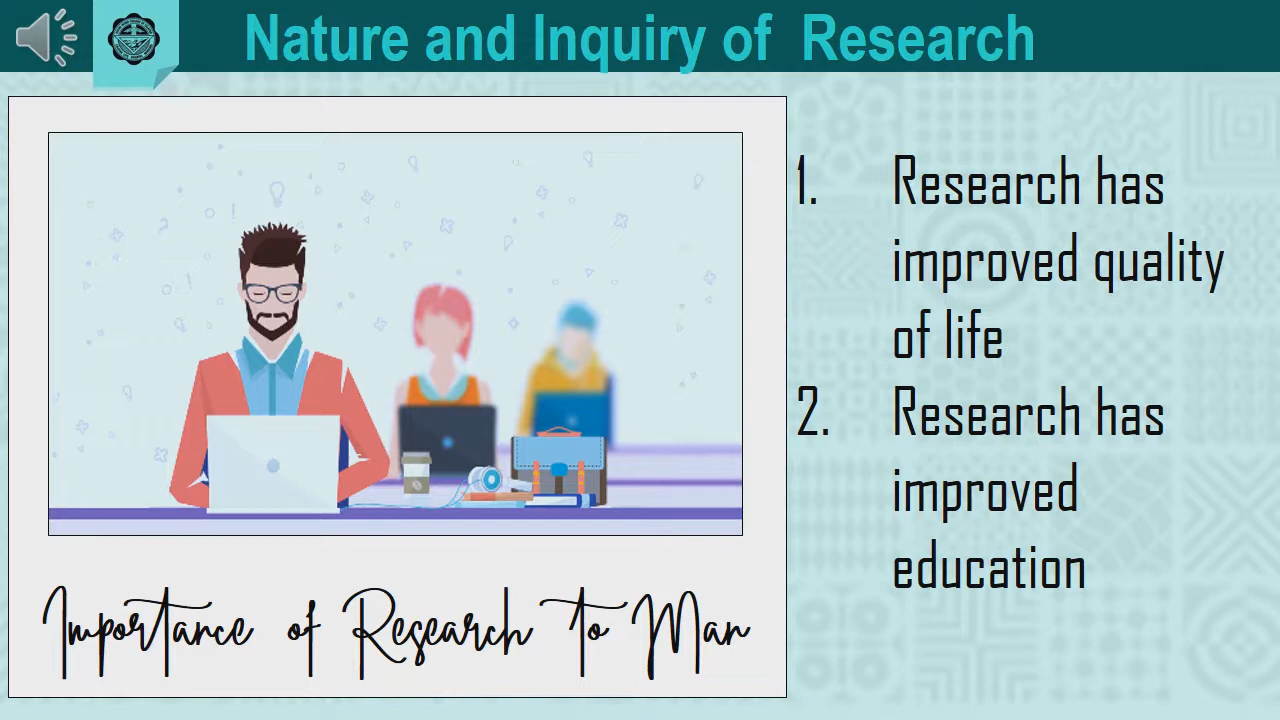 Nature and Inquiry of Research
1. Research has
improved quality
of life
2. Research has
improved
education
Importance of Research to Man